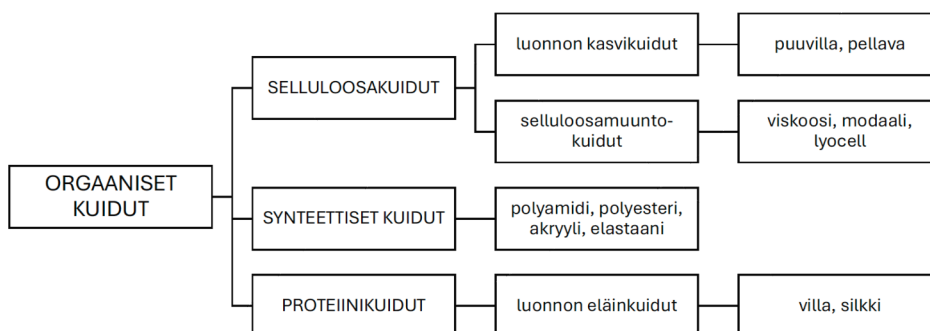 luonnon kasvikuidut
puuvilla, pellava
SELLULOOSAKUIDUT
selluloosamuunto-
kuidut
viskoosi, modaali,
lyocell
ORGAANISET
KUIDUT
SYNTEETTISET KUIDUT
polyamidi, polyesteri,
akryyli, elastaani
PROTEIINIKUIDUT
luonnon eläinkuidut
villa, silkki